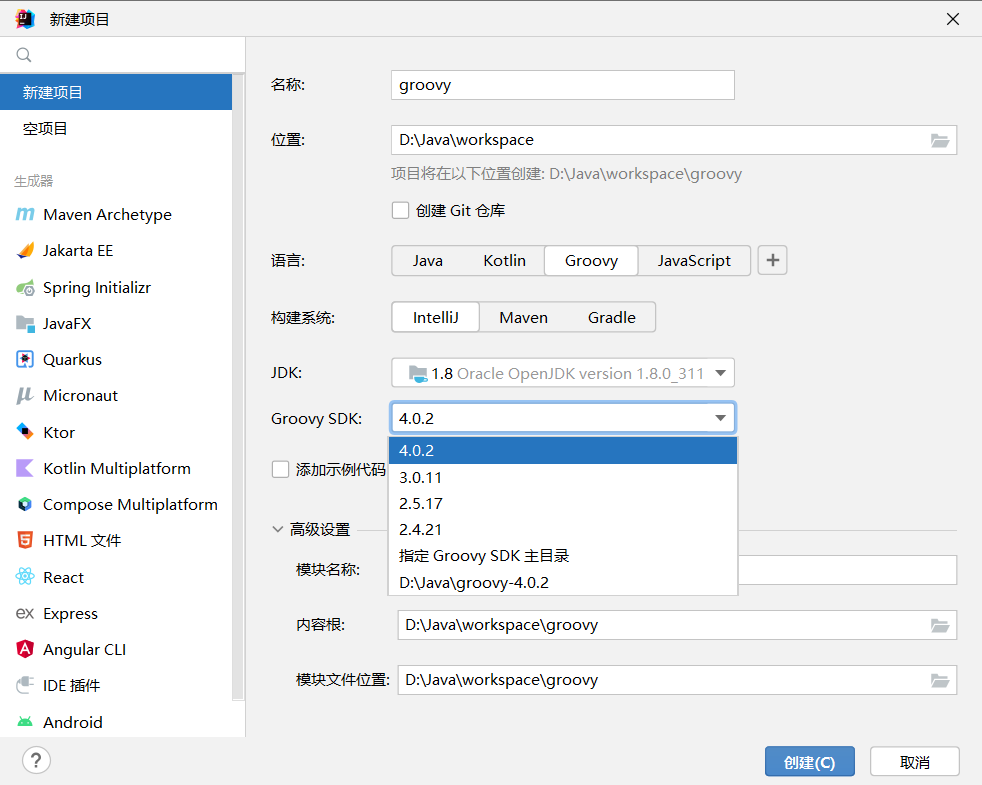 新建项目
新建项目
空项目
生成器
Maven Archetype
Jakarta EE
Spring Initializr
JavaFX
Quarkus
Micronaut
Ktor
Kotlin Multiplatform
Compose Multiplatform
HTML 文件
React
ex Express
Angular CLI
IDE 插件
Android
名称: groovy
位置: D:\Java\workspace
项目将在以下位置创建: D:\Java\workspace\groovy
创建 Git 仓库
语言: Java Kotlin Groovy JavaScript +
构建系统: IntelliJ Maven Gradle
JDK: 1.8 Oracle OpenJDK version 1.8.0_311
Groovy SDK: 4.0.2
4.0.2
3.0.11
2.5.17
2.4.21
指定 Groovy SDK 主目录
D:\Java\groovy-4.0.2
添加示例代码
高级设置
模块名称:
内容根: D:\Java\workspace\groovy
模块文件位置: D:\Java\workspace\groovy
? 创建(C) 取消